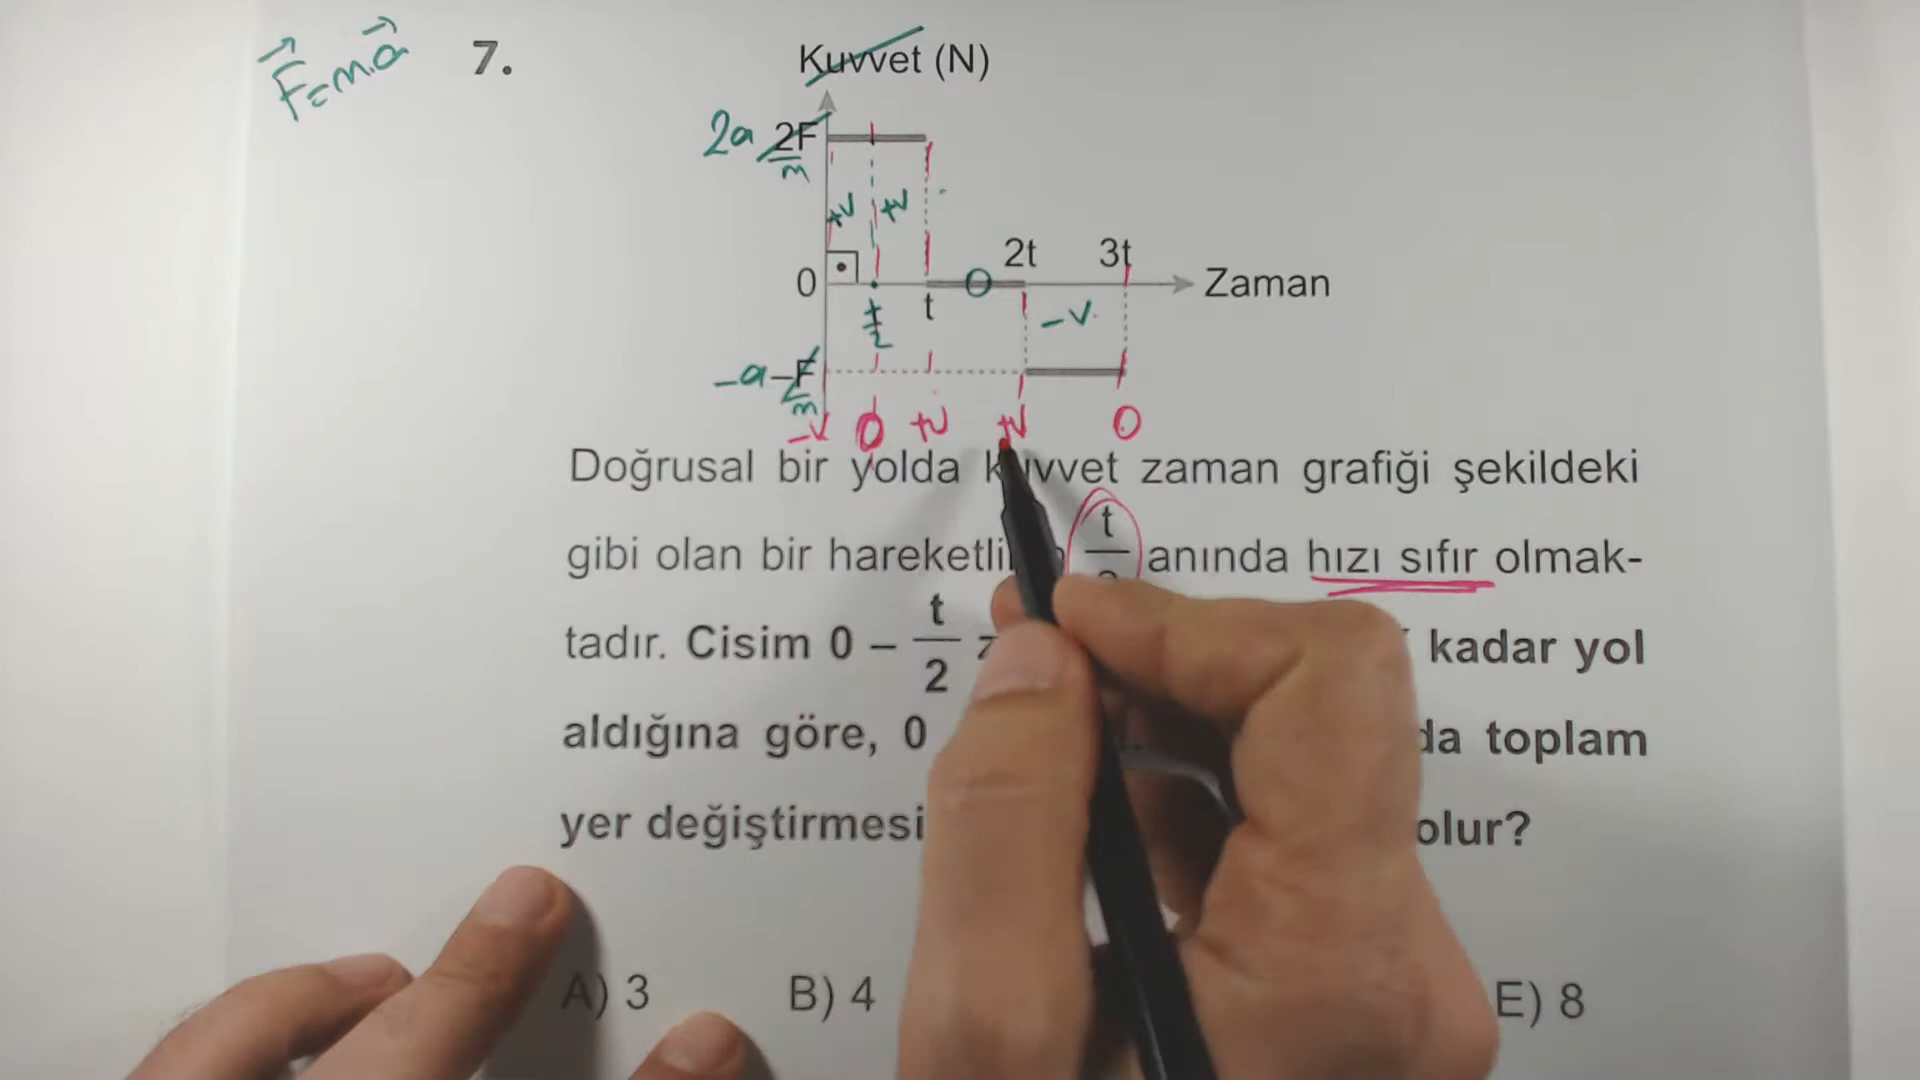 F=m.a
7.
Kuvvet (N)
2a 2F
m
+V +V
2t 3t
0 0 Zaman
t
2
t
-V
-a -F
m
-V 0 +V +V 0
Doğrusal bir yolda kuvvet zaman grafiği şekildeki
gibi olan bir t anında hızı sıfır olmak-
tadır. Cisim 0 – t/2 kadar yol
aldığına göre, 0 toplam
yer değiştirmesi olur?
A) 3 B) 4 E) 8